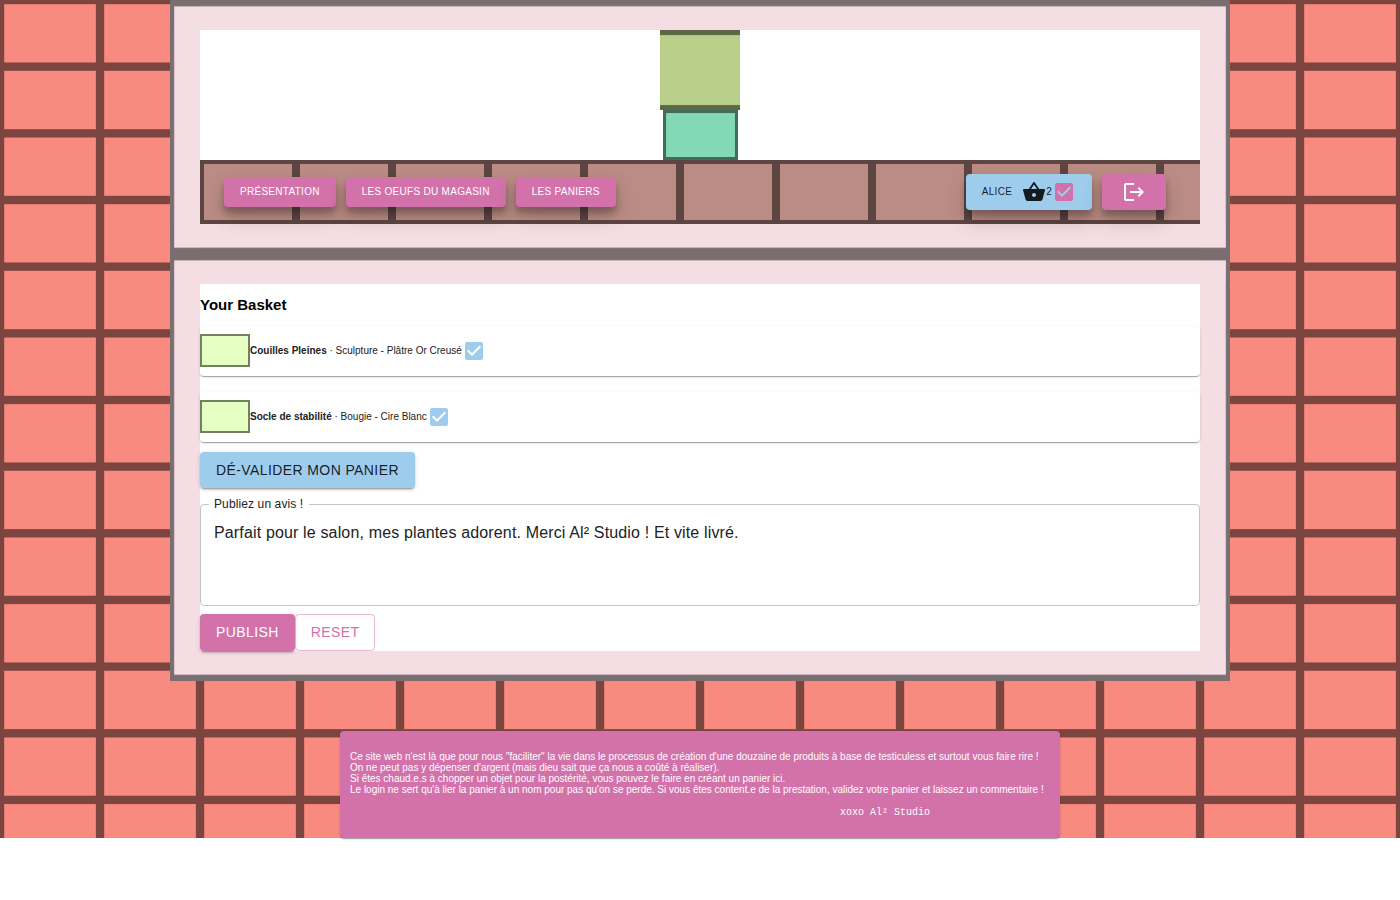 PRÉSENTATION LES OEUFS DU MAGASIN LES PANIERS ALICE 2
Your Basket
Couilles Pleines · Sculpture - Plâtre Or Creusé
Socle de stabilité · Bougie - Cire Blanc
DÉ-VALIDER MON PANIER
Publiez un avis !
Parfait pour le salon, mes plantes adorent. Merci Al² Studio ! Et vite livré.
PUBLISH RESET
Ce site web n'est là que pour nous "faciliter" la vie dans le processus de création d'une douzaine de produits à base de testiculess et surtout vous faire rire !
On ne peut pas y dépenser d'argent (mais dieu sait que ça nous a coûté à réaliser).
Si êtes chaud.e.s à chopper un objet pour la postérité, vous pouvez le faire en créant un panier ici.
Le login ne sert qu'à lier la panier à un nom pour pas qu'on se perde. Si vous êtes content.e de la prestation, validez votre panier et laissez un commentaire !
xoxo Al² Studio